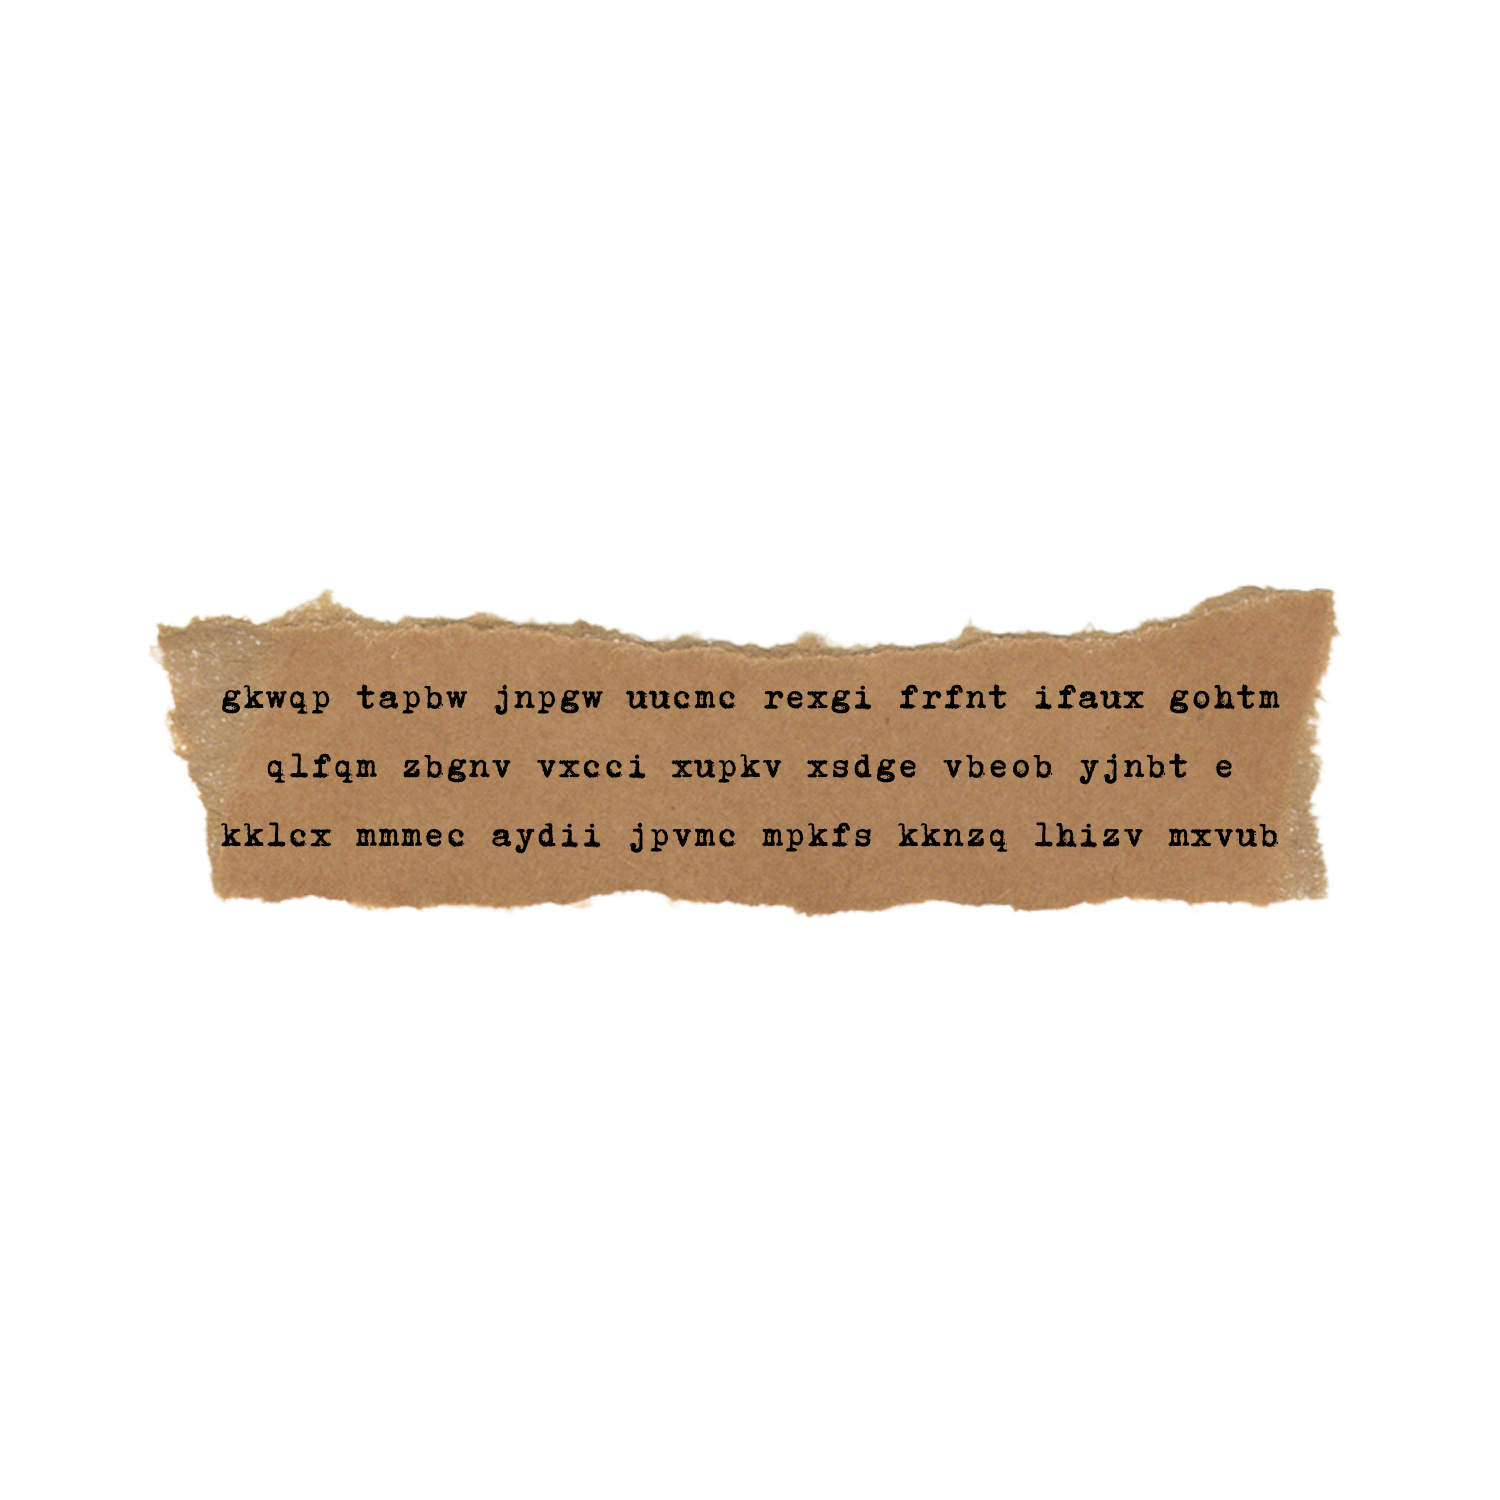 gkwqp tapbw jnpgw uucmc rexgi frfnt ifaux gohtm
qlfqm zbgnv vxcci xupkv xsdge vbeob yjnbt e
kklcx mmmec aydii jpvmc mpkfs kknzq lhizv mxvub